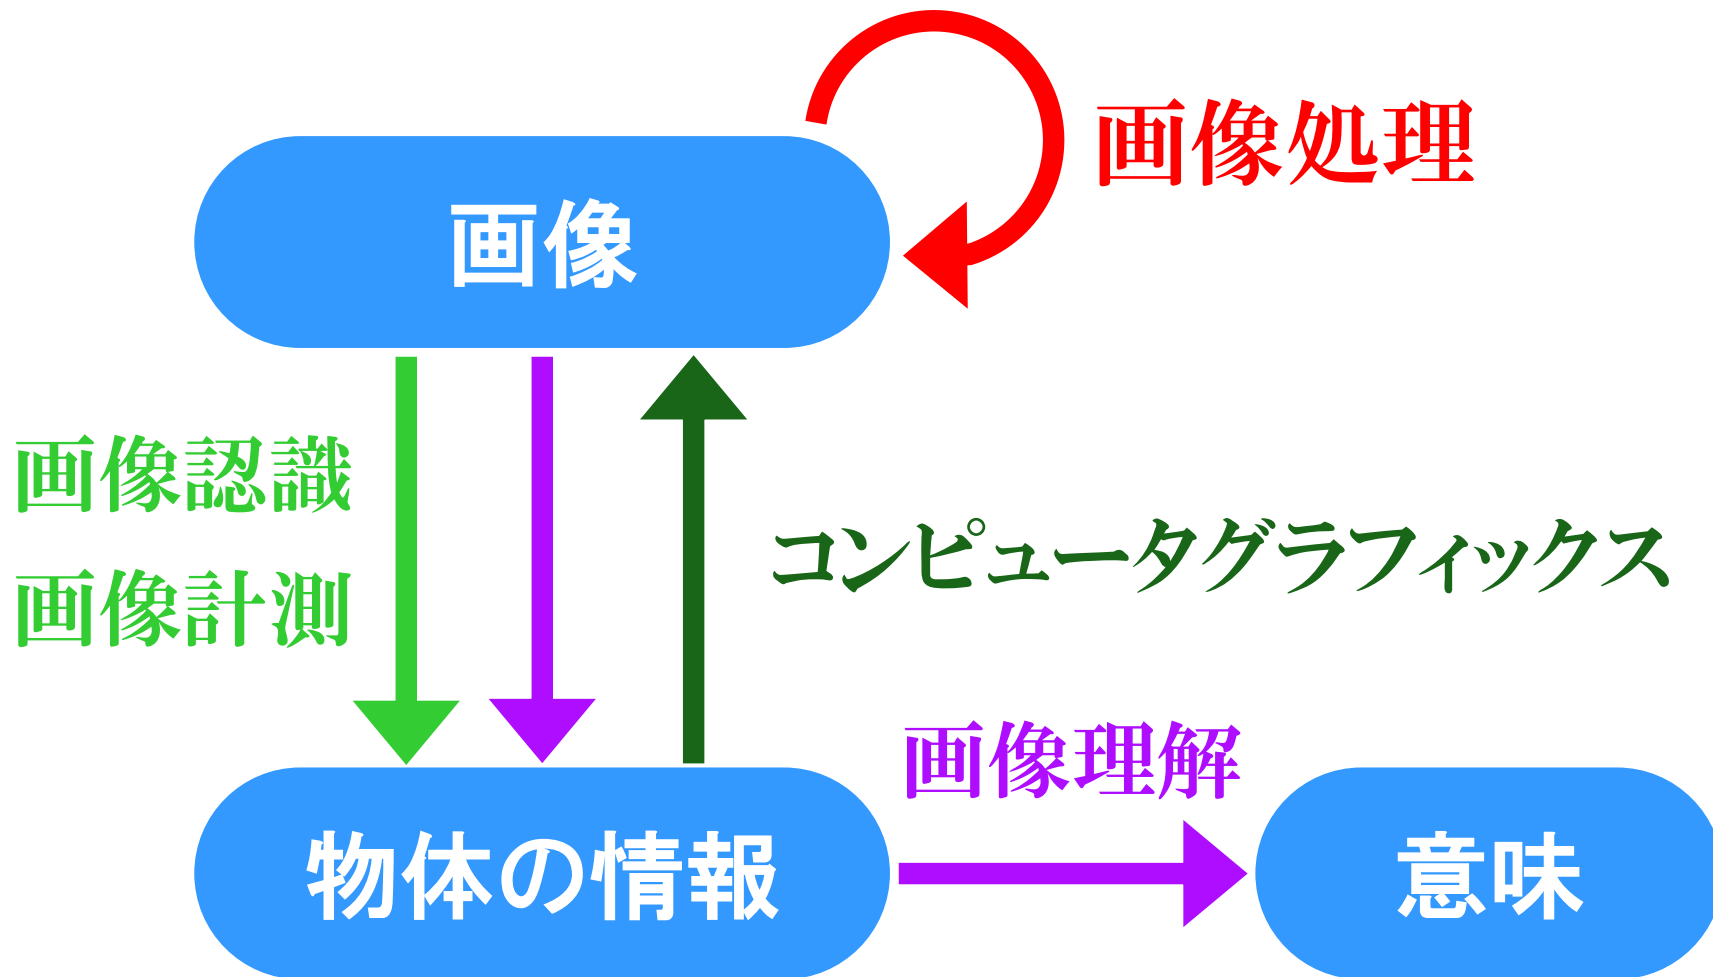 画像処理
画像
画像認識
画像計測
コンピュータグラフィックス
画像理解
物体の情報
意味